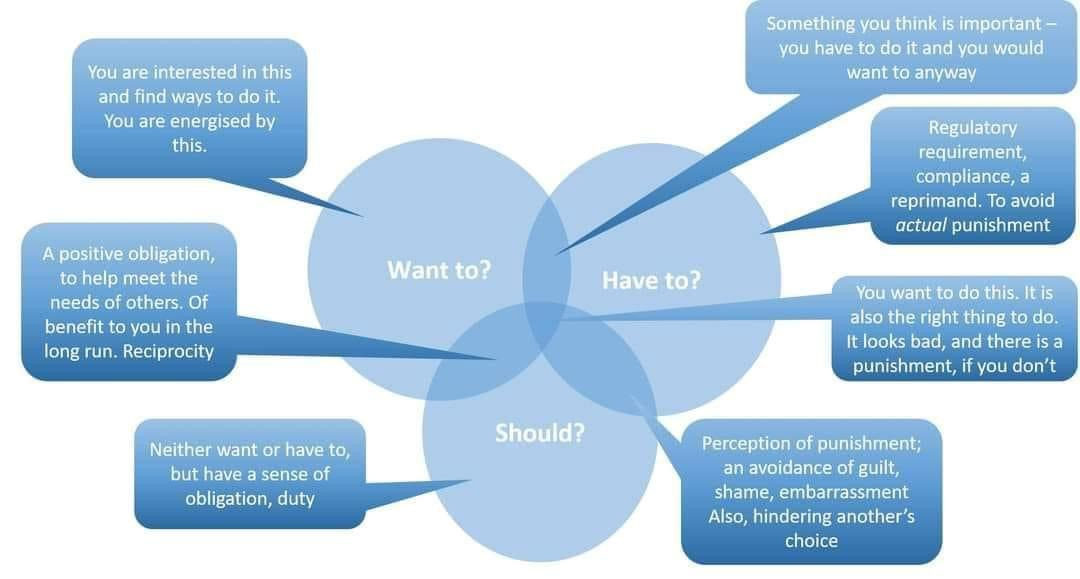 Something you think is important –
you have to do it and you would
want to anyway
You are interested in this
and find ways to do it.
You are energised by
this.
Regulatory
requirement,
compliance, a
reprimand. To avoid
actual punishment
A positive obligation,
to help meet the
needs of others. Of
benefit to you in the
long run. Reciprocity
Want to?
Have to?
You want to do this. It is
also the right thing to do.
It looks bad, and there is a
punishment, if you don’t
Neither want or have to,
but have a sense of
obligation, duty
Should?
Perception of punishment;
an avoidance of guilt,
shame, embarrassment
Also, hindering another’s
choice